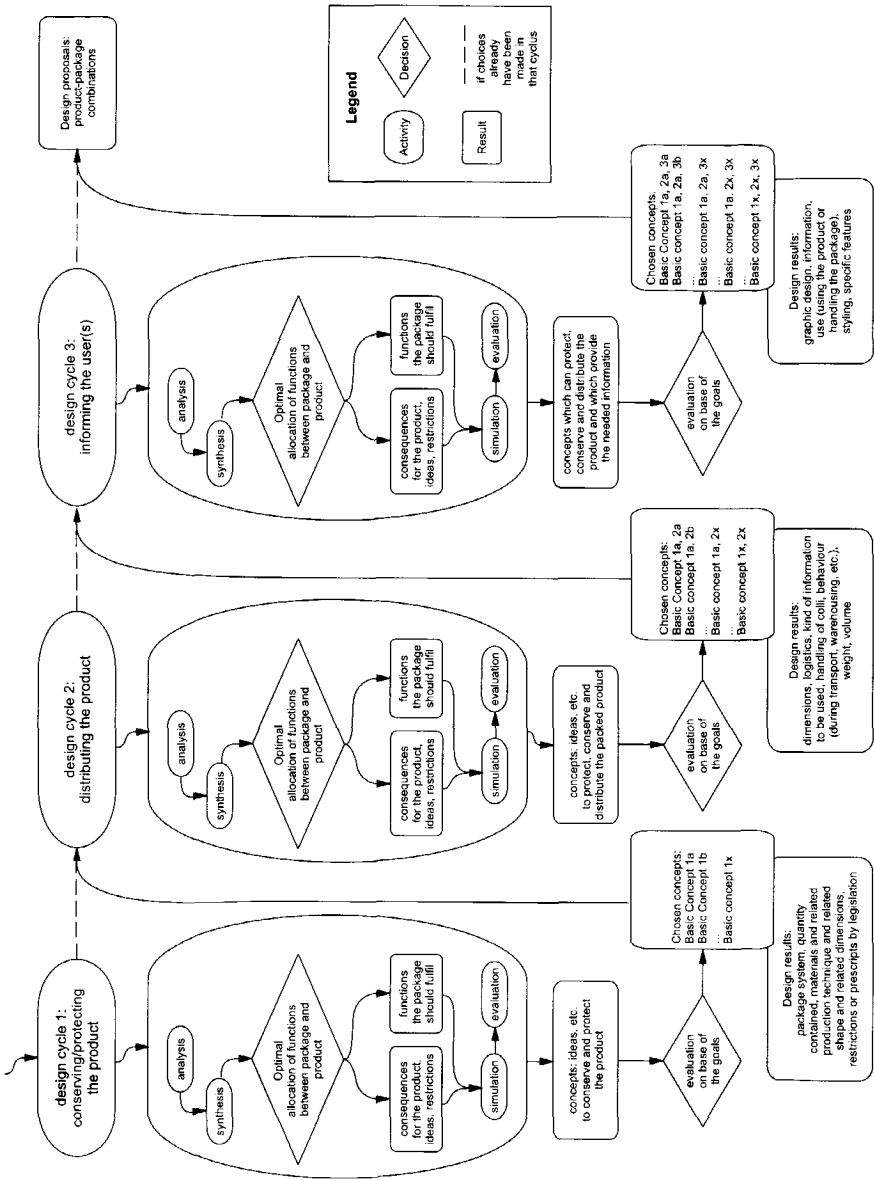 design cycle 1:
conserving/protecting
the product
analysis
synthesis
Optimal
allocation of functions
between package and
product
consequences
for the product,
ideas, restrictions
functions
the package
should fulfil
simulation
evaluation
concepts: ideas, etc.
to conserve and protect
the product
evaluation
on base of
the goals
Chosen concepts:
Basic Concept 1a
Basic Concept 1b
...
Basic concept 1x
Design results:
package system, quantity
contained, materials and related
production technique and related
shape and related dimensions,
restrictions or prescripts by legislation
design cycle 2:
distributing the product
analysis
synthesis
Optimal
allocation of functions
between package and
product
consequences
for the product,
ideas, restrictions
functions
the package
should fulfil
simulation
evaluation
concepts: ideas, etc.
to protect, conserve and
distribute the packed product
evaluation
on base of
the goals
Chosen concepts:
Basic Concept 1a, 2a
Basic concept 1a, 2b
...
Basic concept 1a, 2x
...
Basic concept 1x, 2x
Design results:
dimensions, logistics, kind of information
to be used, handling of colli, behaviour
(during transport, warehousing, etc.),
weight, volume
design cycle 3:
informing the user(s)
analysis
synthesis
Optimal
allocation of functions
between package and
product
consequences
for the product,
ideas, restrictions
functions
the package
should fulfil
simulation
evaluation
concepts which can protect,
conserve and distribute the
product and which provide
the needed information
evaluation
on base of
the goals
Chosen concepts:
Basic Concept 1a, 2a, 3a
Basic concept 1a, 2a, 3b
...
Basic concept 1a, 2a, 3x
...
Basic concept 1a, 2x, 3x
...
Basic concept 1x, 2x, 3x
Design results:
graphic design, information,
use (using the product or
handling the package),
styling, specific features
Design proposals:
product-package
combinations
Legend
Activity
Decision
Result
if choices
already
have been
made in
that cyclus